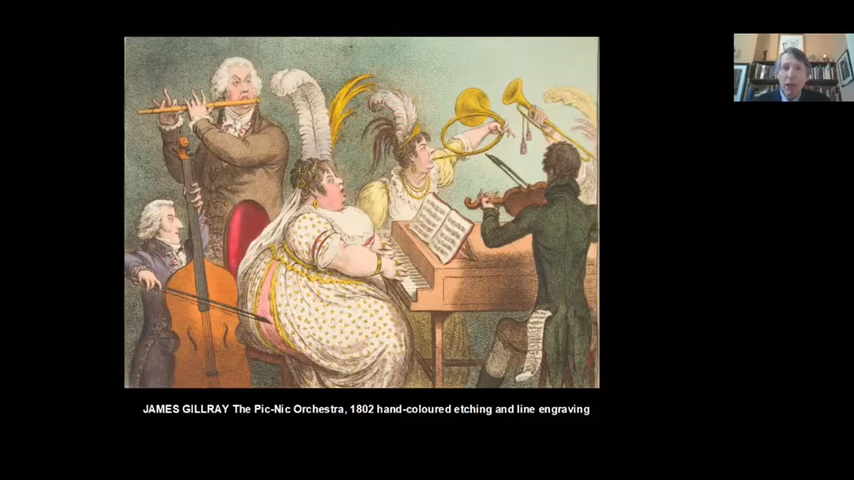 JAMES GILLRAY The Pic-Nic Orchestra, 1802 hand-coloured etching and line engraving